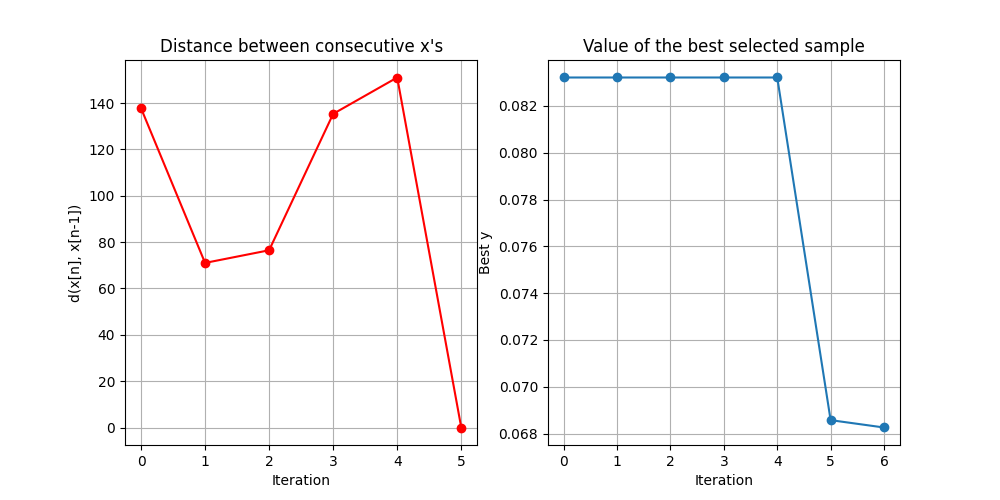 Distance between consecutive x's
d(x[n], x[n-1])
140
120
100
80
60
40
20
0
0 1 2 3 4 5
Iteration
Value of the best selected sample
Best y
0.082
0.080
0.078
0.076
0.074
0.072
0.070
0.068
0 1 2 3 4 5 6
Iteration